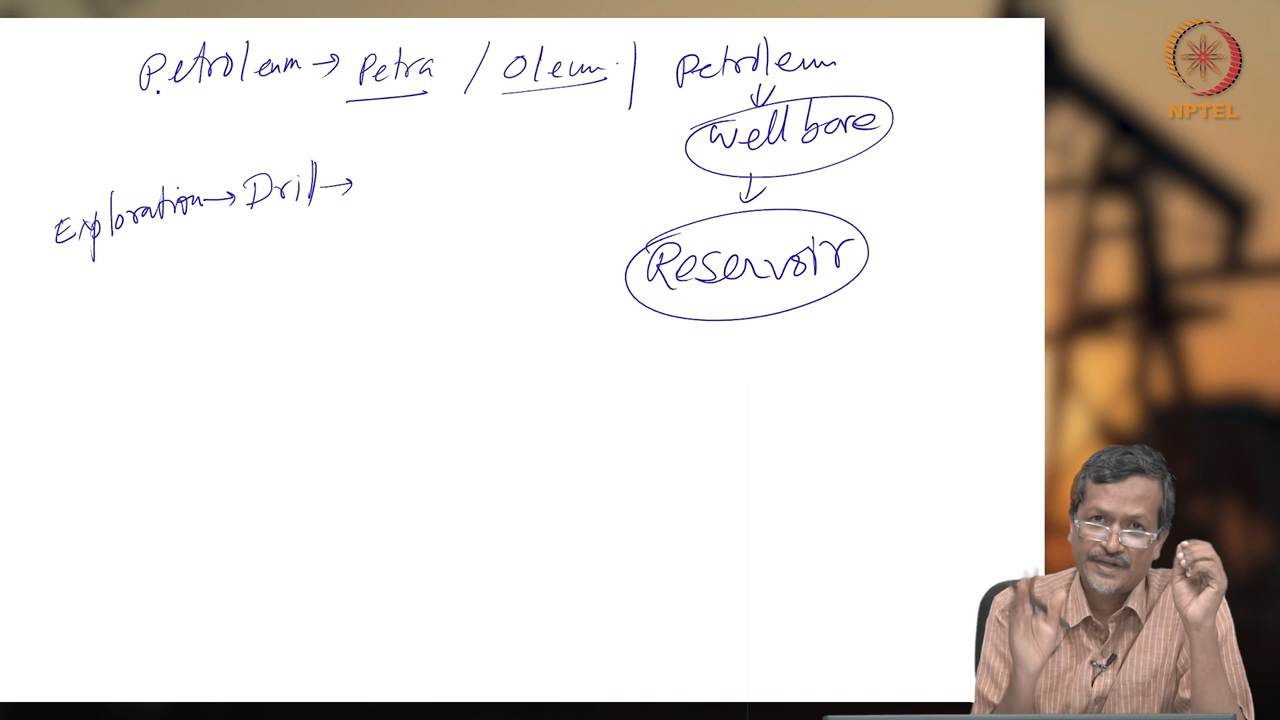 Petroleum → Petra / Oleum. | Petroleum
↓
Well bore
↓
Reservoir
Exploration → Drill →
NPTEL